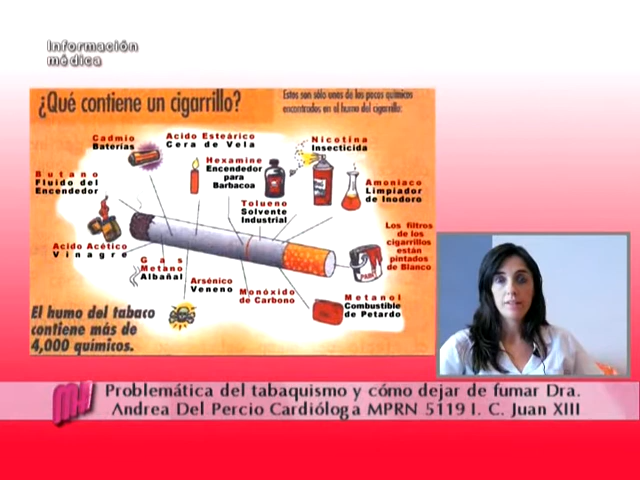 Información
médica
¿Qué contiene un cigarrillo?
Estos son sólo unos de los pocos químicos
encontrados en el humo del cigarrillo:
Cadmio
Baterías
Acido Esteárico
Cera de Vela
Hexamine
Encendedor
para
Barbacoa
Nicotina
Insecticida
Butano
Fluido del
Encendedor
Tolueno
Solvente
Industrial
Amoniaco
Limpiador
de Inodoro
Los filtros
de los
cigarrillos
están
pintados
de Blanco
Acido Acético
Vinagre
Gas
Metano
Albañal
Arsénico
Veneno
Monóxido
de Carbono
PAINT
Metanol
Combustible
de Petardo
El humo del tabaco
contiene más de
4,000 químicos.
Problemática del tabaquismo y cómo dejar de fumar Dra.
Andrea Del Percio Cardióloga MPRN 5119 I. C. Juan XIII